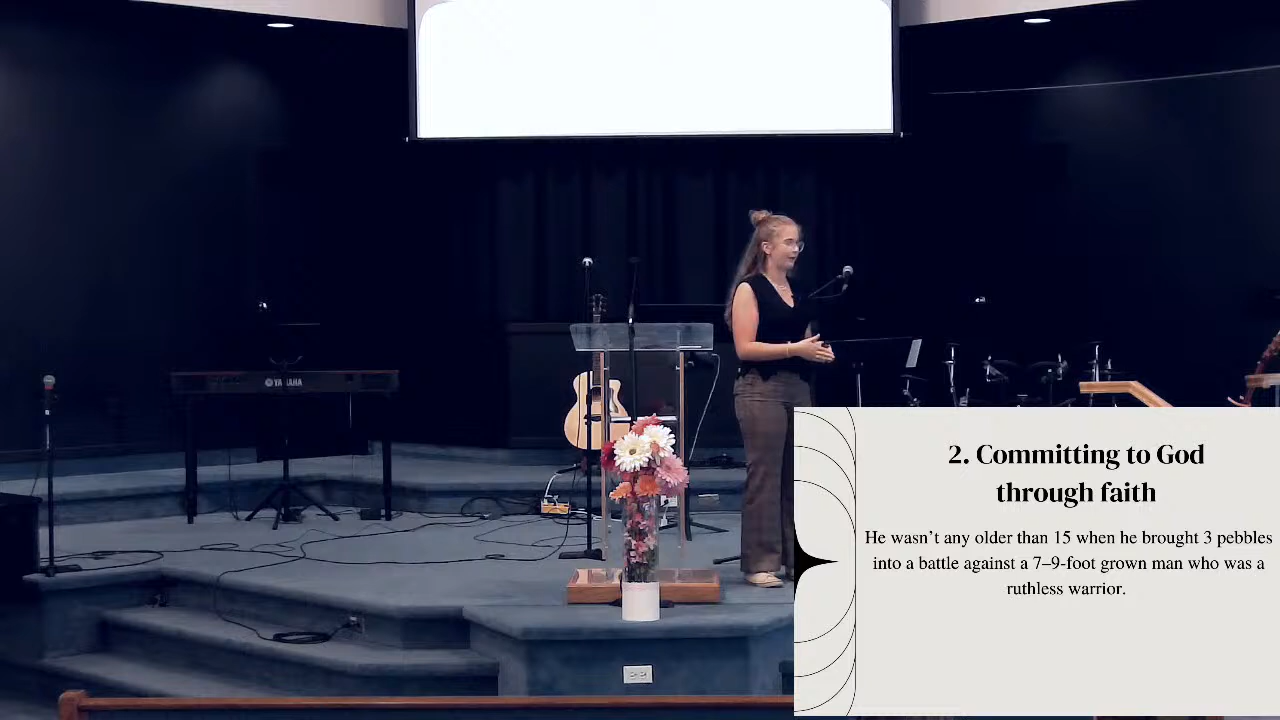 YAMAHA
2. Committing to God
through faith
He wasn't any older than 15 when he brought 3 pebbles
into a battle against a 7–9-foot grown man who was a
ruthless warrior.